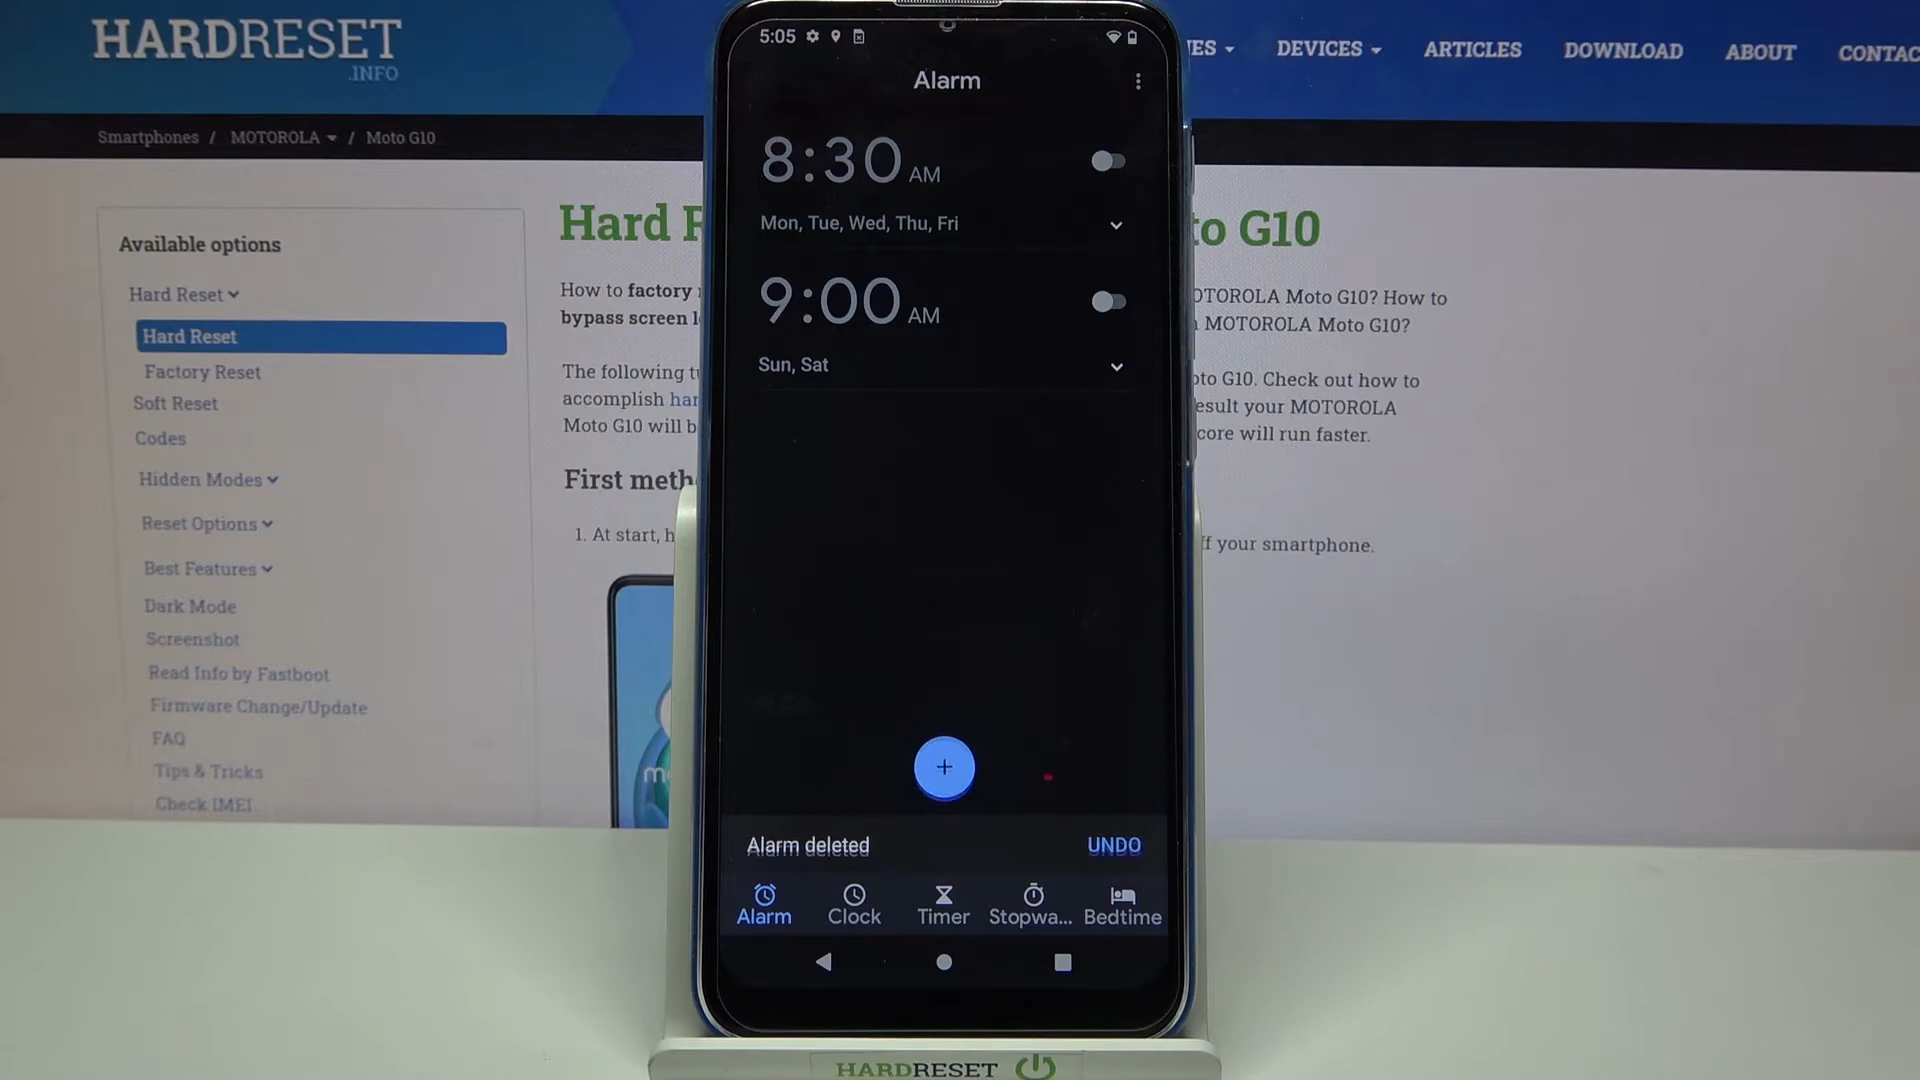 HARDRESET
.INFO
ES
DEVICES
ARTICLES
DOWNLOAD
ABOUT
CONTAC
Smartphones / MOTOROLA / Moto G10
Available options
Hard Reset
Hard Reset
Factory Reset
Soft Reset
Codes
Hidden Modes
Reset Options
Best Features
Dark Mode
Screenshot
Read Info by Fastboot
Firmware Change/Update
FAQ
Tips & Tricks
Check IMEI
Hard R
to G10
How to factory
OTOROLA Moto G10? How to
bypass screen l
MOTOROLA Moto G10?
The following tu
oto G10. Check out how to
accomplish har
esult your MOTOROLA
Moto G10 will b
core will run faster.
First meth
1. At start, h
ff your smartphone.
5:05
Alarm
8:30 AM
Mon, Tue, Wed, Thu, Fri
9:00 AM
Sun, Sat
+
Alarm deleted
UNDO
Alarm
Clock
Timer
Stopwa...
Bedtime
HARDRESET